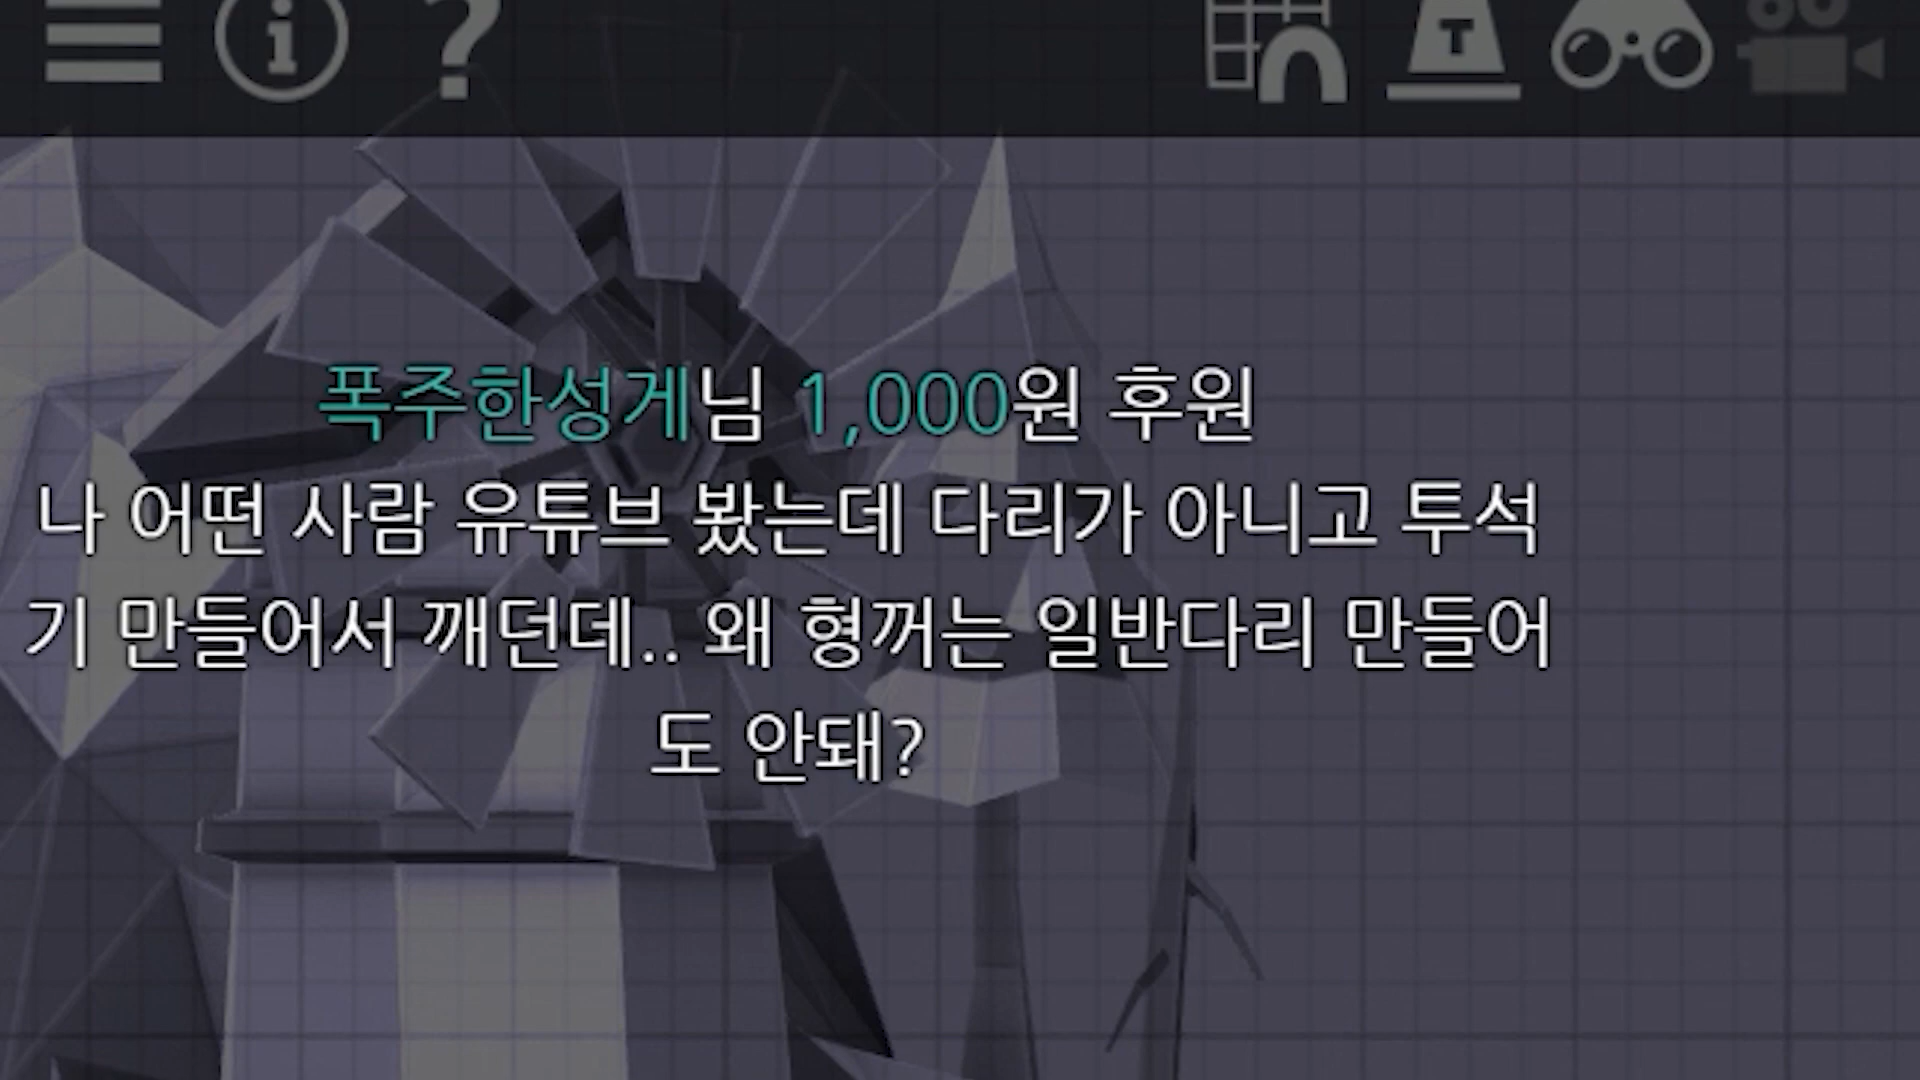 폭주한성게님 1,000원 후원
나 어떤 사람 유튜브 봤는데 다리가 아니고 투석
기 만들어서 깨던데.. 왜 형꺼는 일반다리 만들어
도 안돼?
T